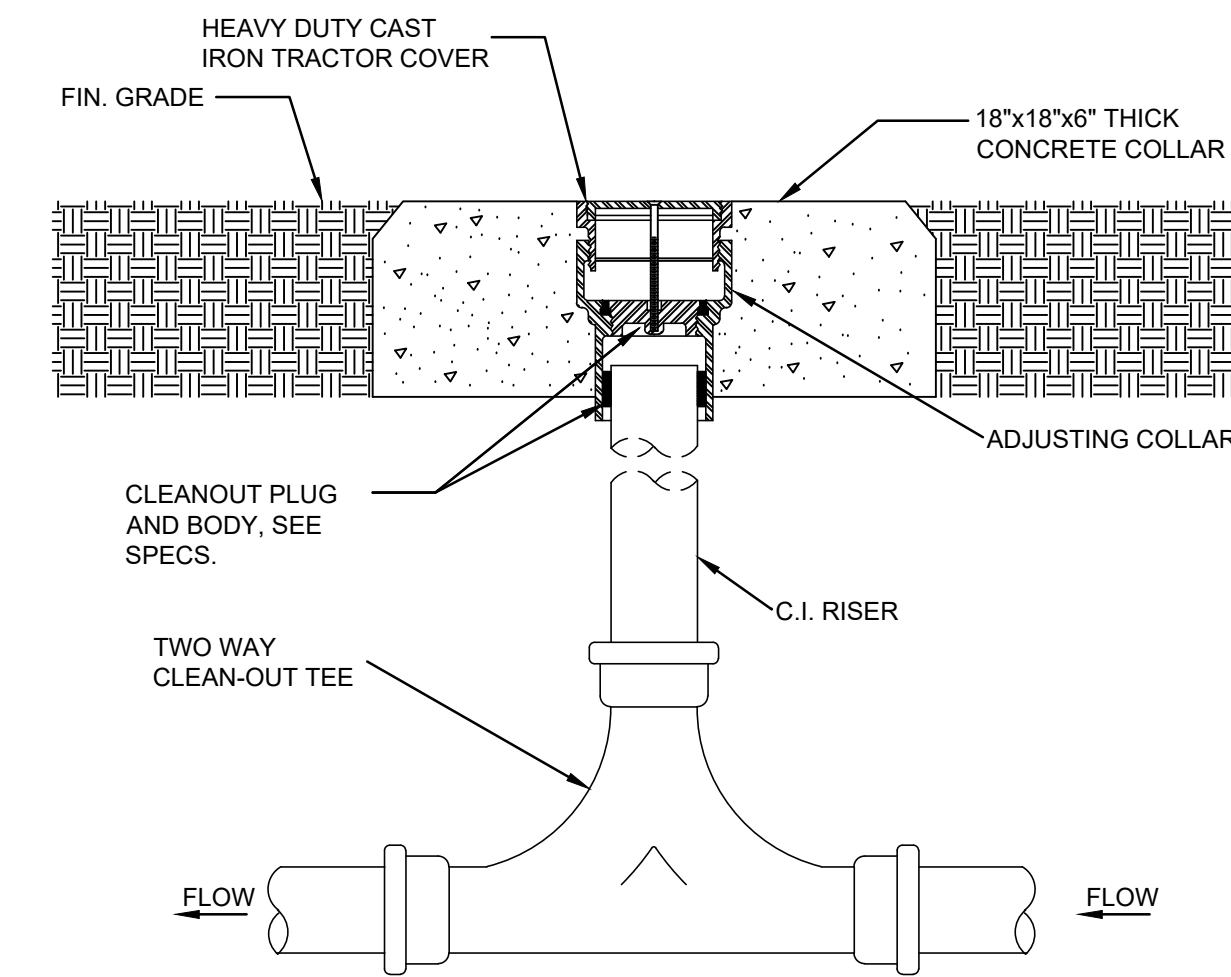 HEAVY DUTY CAST
IRON TRACTOR COVER
FIN. GRADE
18"x18"x6" THICK
CONCRETE COLLAR
ADJUSTING COLLAR
CLEANOUT PLUG
AND BODY, SEE
SPECS.
C.I. RISER
TWO WAY
CLEAN-OUT TEE
FLOW
FLOW